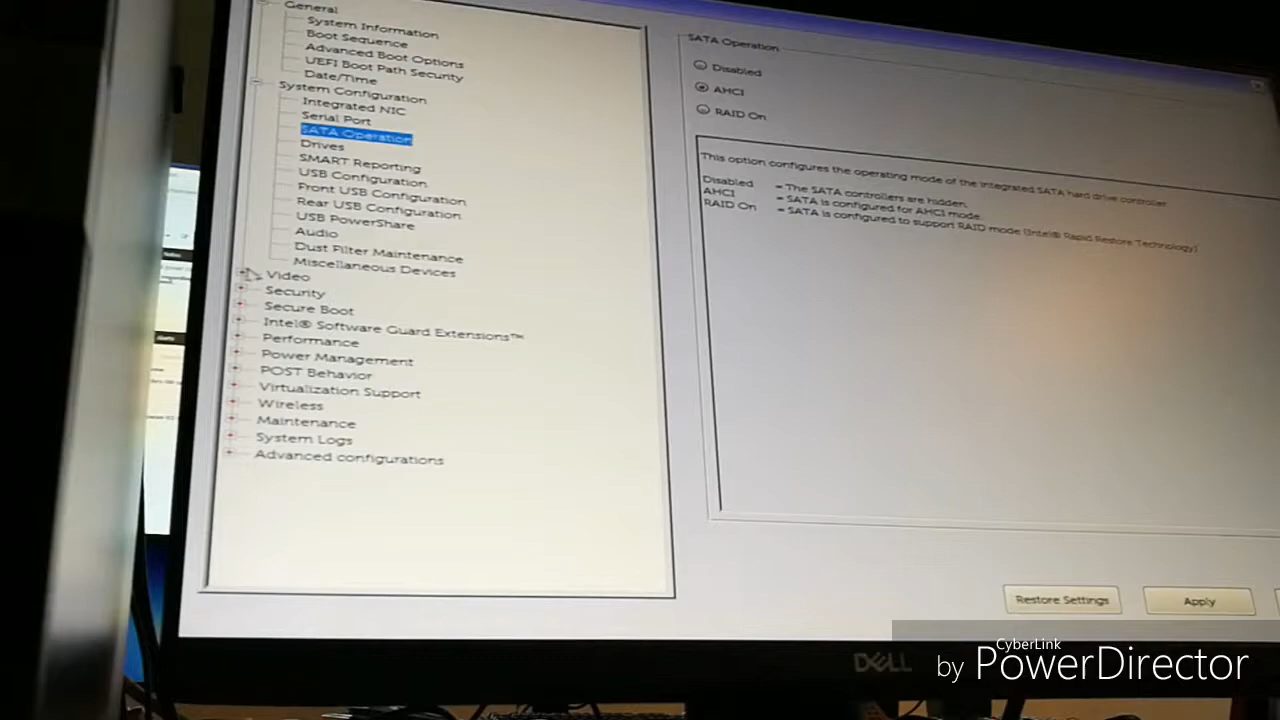 General
System Information
Boot Sequence
Advanced Boot Options
UEFI Boot Path Security
Date/Time
System Configuration
Integrated NIC
Serial Port
SATA Operation
Drives
SMART Reporting
USB Configuration
Front USB Configuration
Rear USB Configuration
USB PowerShare
Audio
Dust Filter Maintenance
Miscellaneous Devices
Video
Security
Secure Boot
Intel® Software Guard Extensions™
Performance
Power Management
POST Behavior
Virtualization Support
Wireless
Maintenance
System Logs
Advanced configurations
SATA Operation
Disabled
AHCI
RAID On
This option configures the operating mode of the integrated SATA hard drive controller.
Disabled = The SATA controllers are hidden.
AHCI = SATA is configured for AHCI mode.
RAID On = SATA is configured to support RAID mode (Intel® Rapid Restore Technology)
Restore Settings
Apply
DELL
CyberLink
by PowerDirector